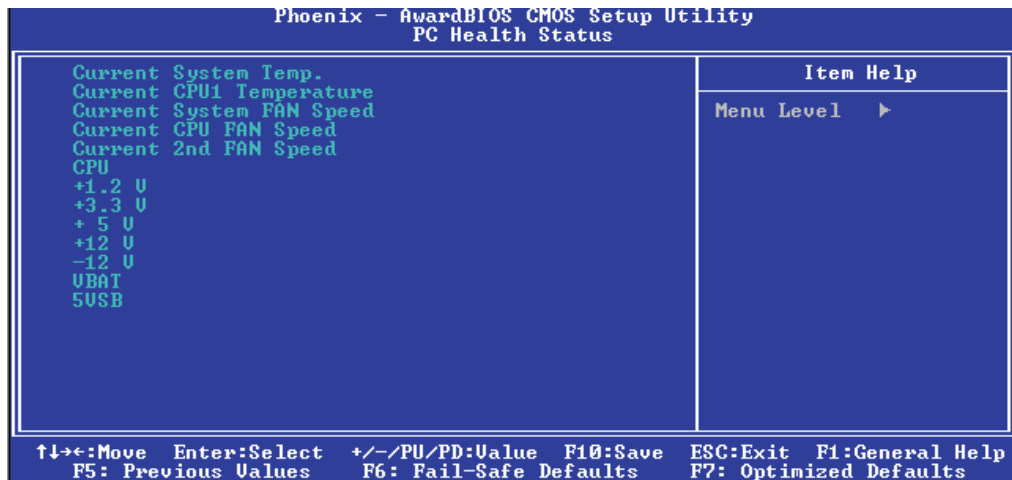 Phoenix - AwardBIOS CMOS Setup Utility
PC Health Status
Current System Temp.
Current CPU1 Temperature
Current System FAN Speed
Current CPU FAN Speed
Current 2nd FAN Speed
CPU
+1.2 V
+3.3 V
+ 5 V
+12 V
-12 V
VBAT
5VSB
Item Help
Menu Level ►
↑↓→←:Move Enter:Select +/-/PU/PD:Value F10:Save ESC:Exit F1:General Help
F5: Previous Values F6: Fail-Safe Defaults F7: Optimized Defaults